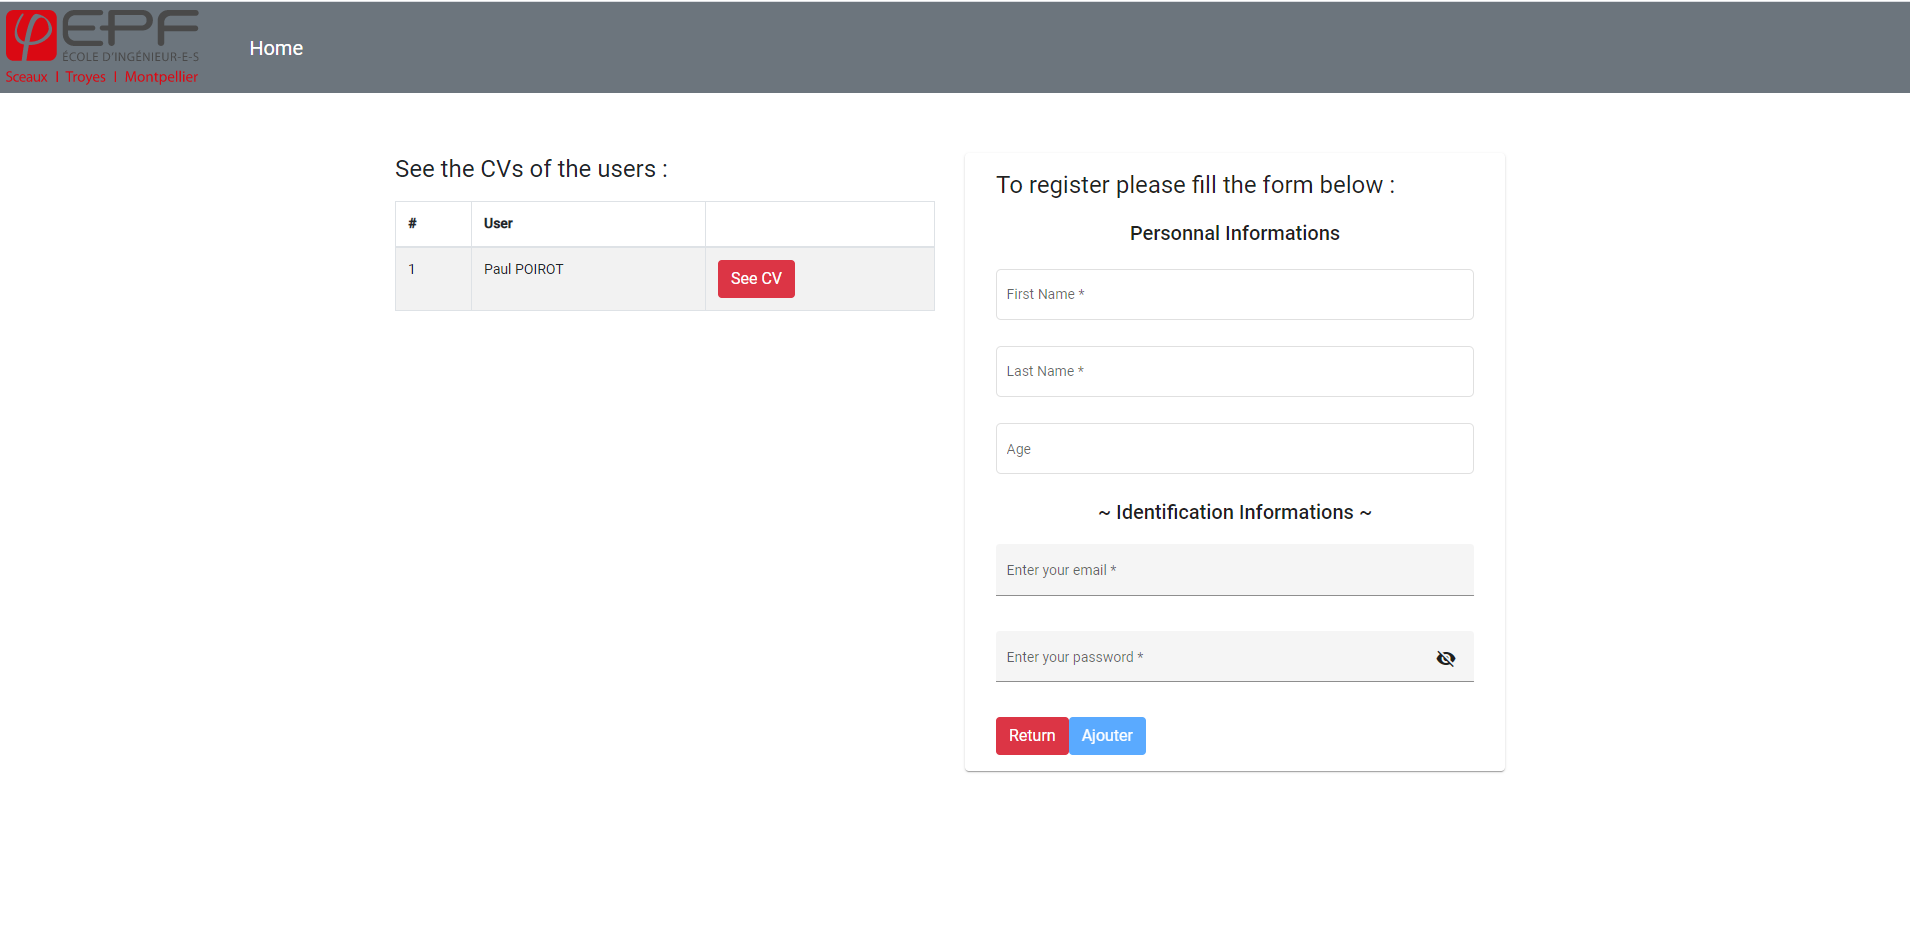 EPF
ÉCOLE D'INGÉNIEUR-E-S
Sceaux | Troyes | Montpellier
Home
See the CVs of the users :
# User
1 Paul POIROT See CV
To register please fill the form below :
Personnal Informations
First Name *
Last Name *
Age
~ Identification Informations ~
Enter your email *
Enter your password *
Return Ajouter